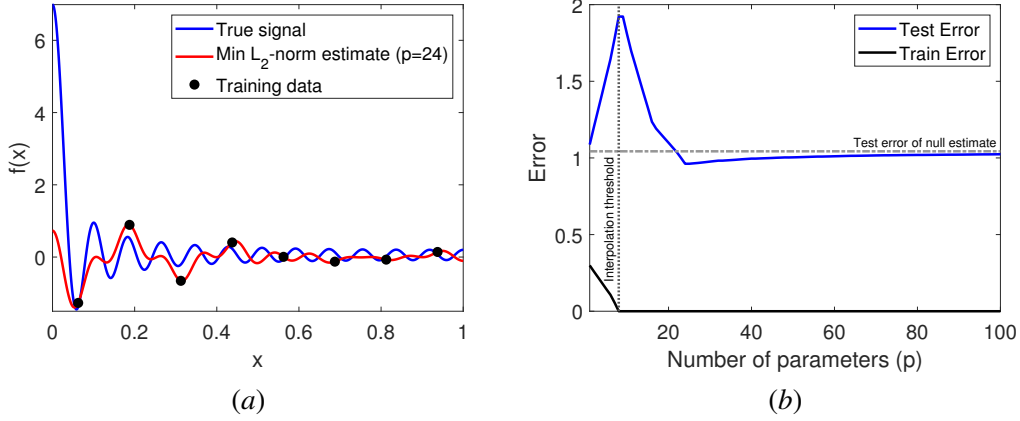 True signal
Min L2-norm estimate (p=24)
Training data
6
4
2
0
f(x)
0
0.2
0.4
0.6
0.8
1
x
(a)
2
1.5
1
0.5
0
Error
Test Error
Train Error
Test error of null estimate
Interpolation threshold
20
40
60
80
100
Number of parameters (p)
(b)